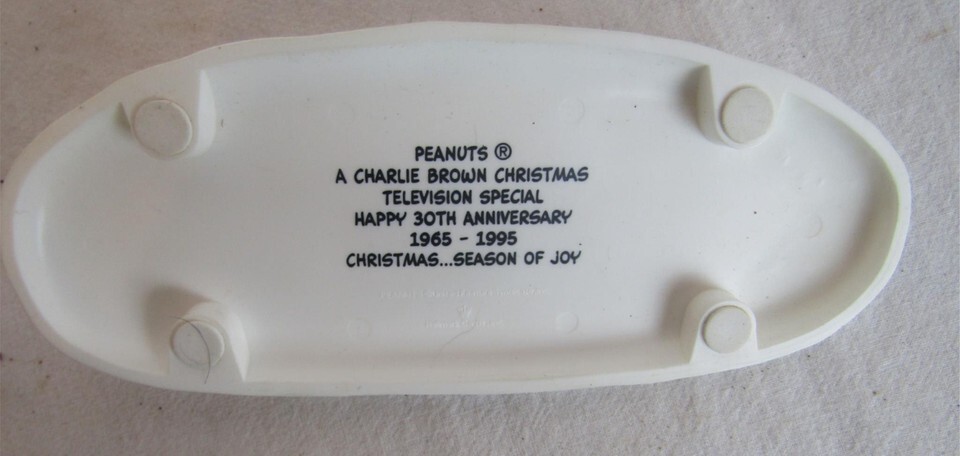 PEANUTS ®
A CHARLIE BROWN CHRISTMAS
TELEVISION SPECIAL
HAPPY 30TH ANNIVERSARY
1965 - 1995
CHRISTMAS...SEASON OF JOY